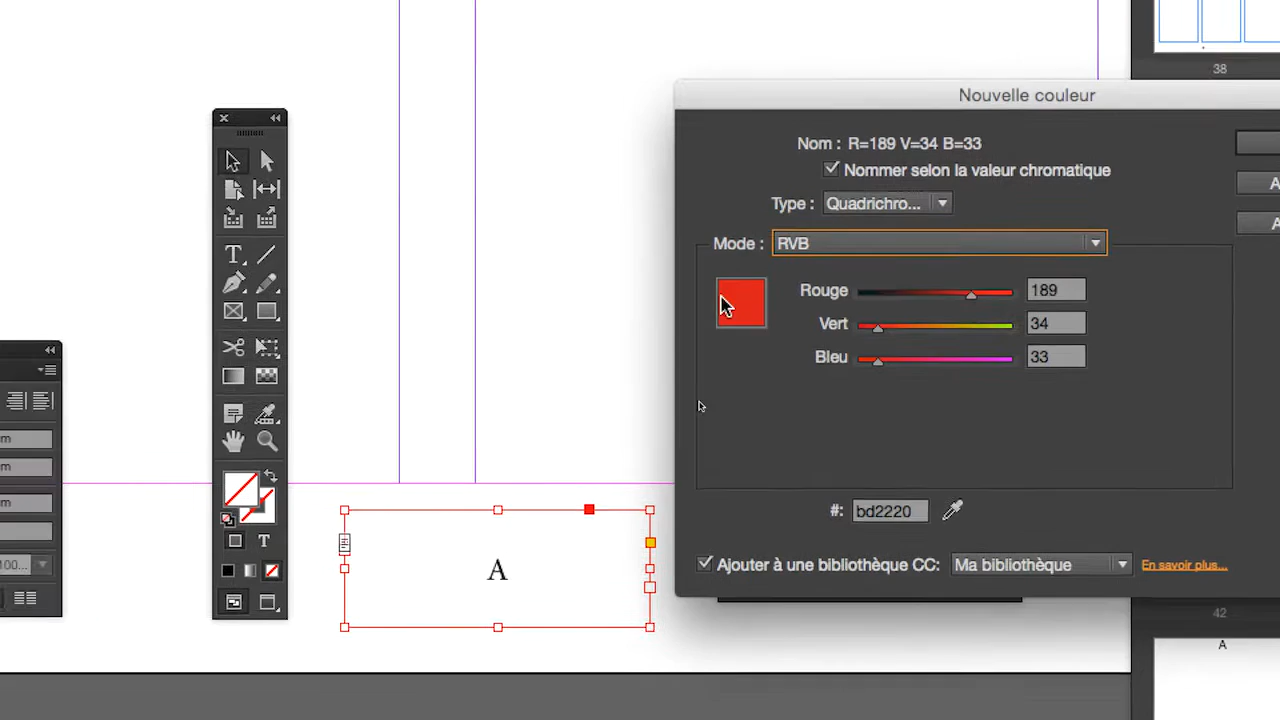 38
Nouvelle couleur
Nom : R=189 V=34 B=33
Nommer selon la valeur chromatique
Type : Quadrichro...
Mode : RVB
Rouge 189
Vert 34
Bleu 33
#: bd2220
Ajouter à une bibliothèque CC: Ma bibliothèque En savoir plus...
T
T
m
m
m
100...
A
42
A
A
A